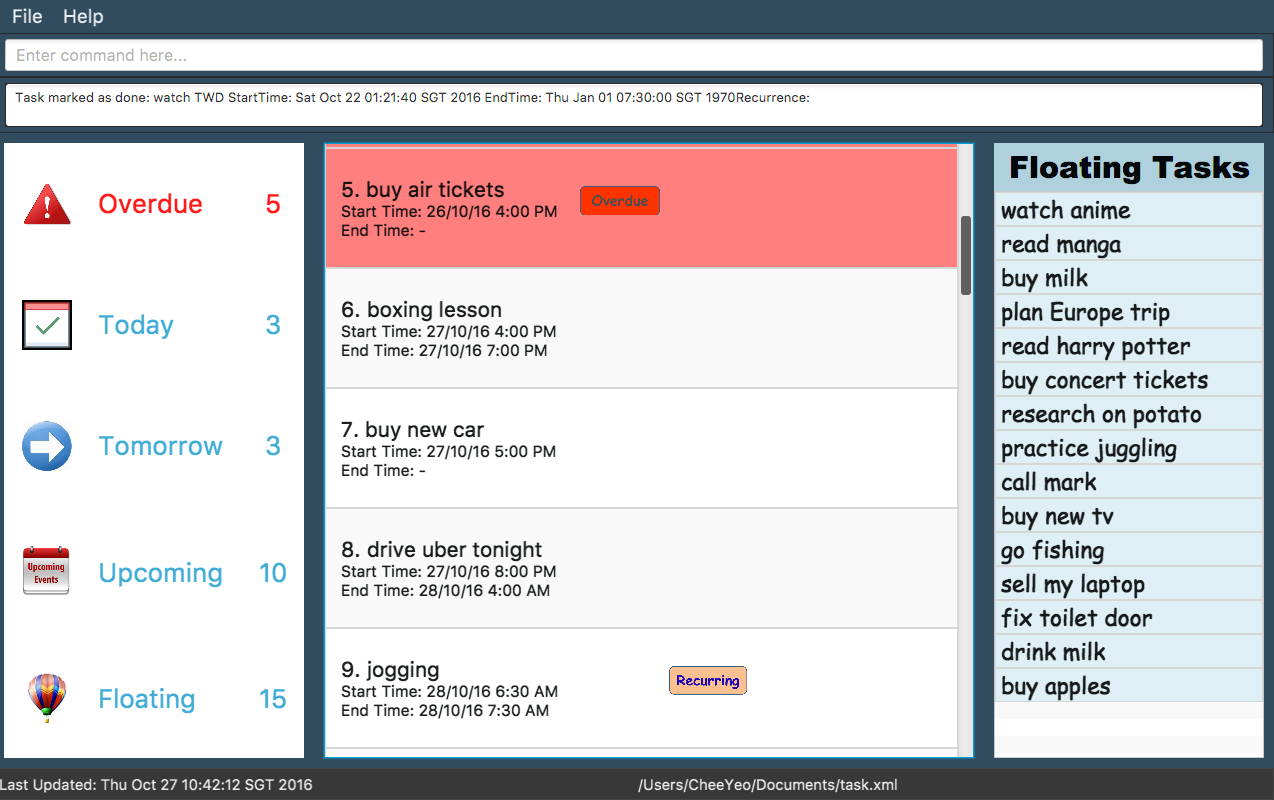 File Help
Enter command here...
Task marked as done: watch TWD StartTime: Sat Oct 22 01:21:40 SGT 2016 EndTime: Thu Jan 01 07:30:00 SGT 1970Recurrence:
Overdue 5
Today 3
Tomorrow 3
Upcoming Events
Upcoming 10
Floating 15
5. buy air tickets
Start Time: 26/10/16 4:00 PM
End Time: -
Overdue
6. boxing lesson
Start Time: 27/10/16 4:00 PM
End Time: 27/10/16 7:00 PM
7. buy new car
Start Time: 27/10/16 5:00 PM
End Time: -
8. drive uber tonight
Start Time: 27/10/16 8:00 PM
End Time: 28/10/16 4:00 AM
9. jogging
Start Time: 28/10/16 6:30 AM
End Time: 28/10/16 7:30 AM
Recurring
Floating Tasks
watch anime
read manga
buy milk
plan Europe trip
read harry potter
buy concert tickets
research on potato
practice juggling
call mark
buy new tv
go fishing
sell my laptop
fix toilet door
drink milk
buy apples
Last Updated: Thu Oct 27 10:42:12 SGT 2016
/Users/CheeYeo/Documents/task.xml